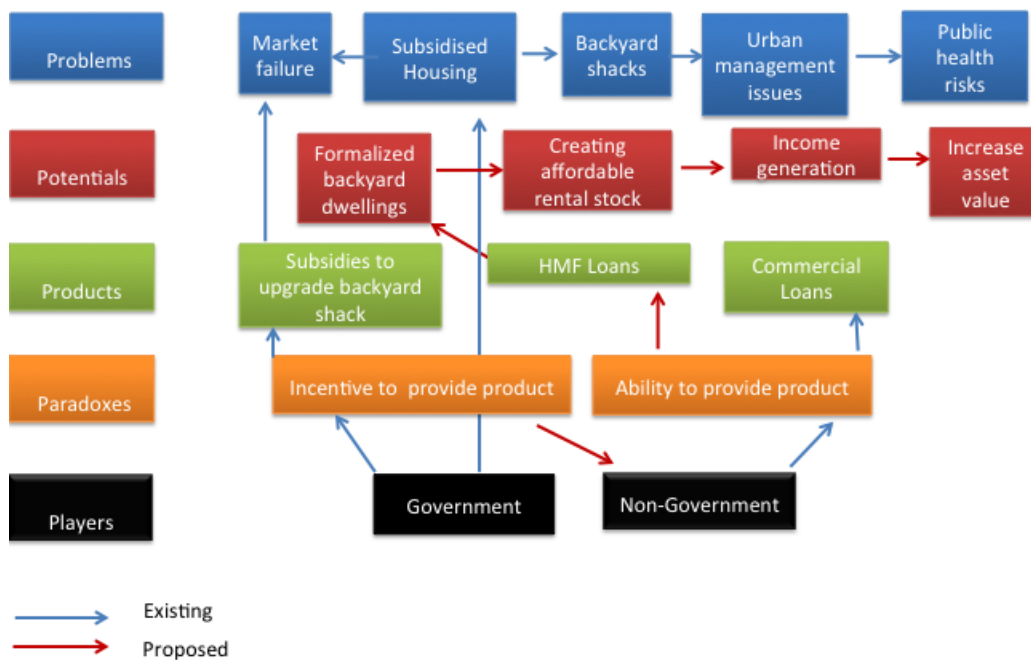 Problems
Market
failure
Subsidised
Housing
Backyard
shacks
Urban
management
issues
Public
health
risks
Potentials
Formalized
backyard
dwellings
Creating
affordable
rental stock
Income
generation
Increase
asset
value
Products
Subsidies to
upgrade backyard
shack
HMF Loans
Commercial
Loans
Paradoxes
Incentive to provide product
Ability to provide product
Players
Government
Non-Government
Existing
Proposed